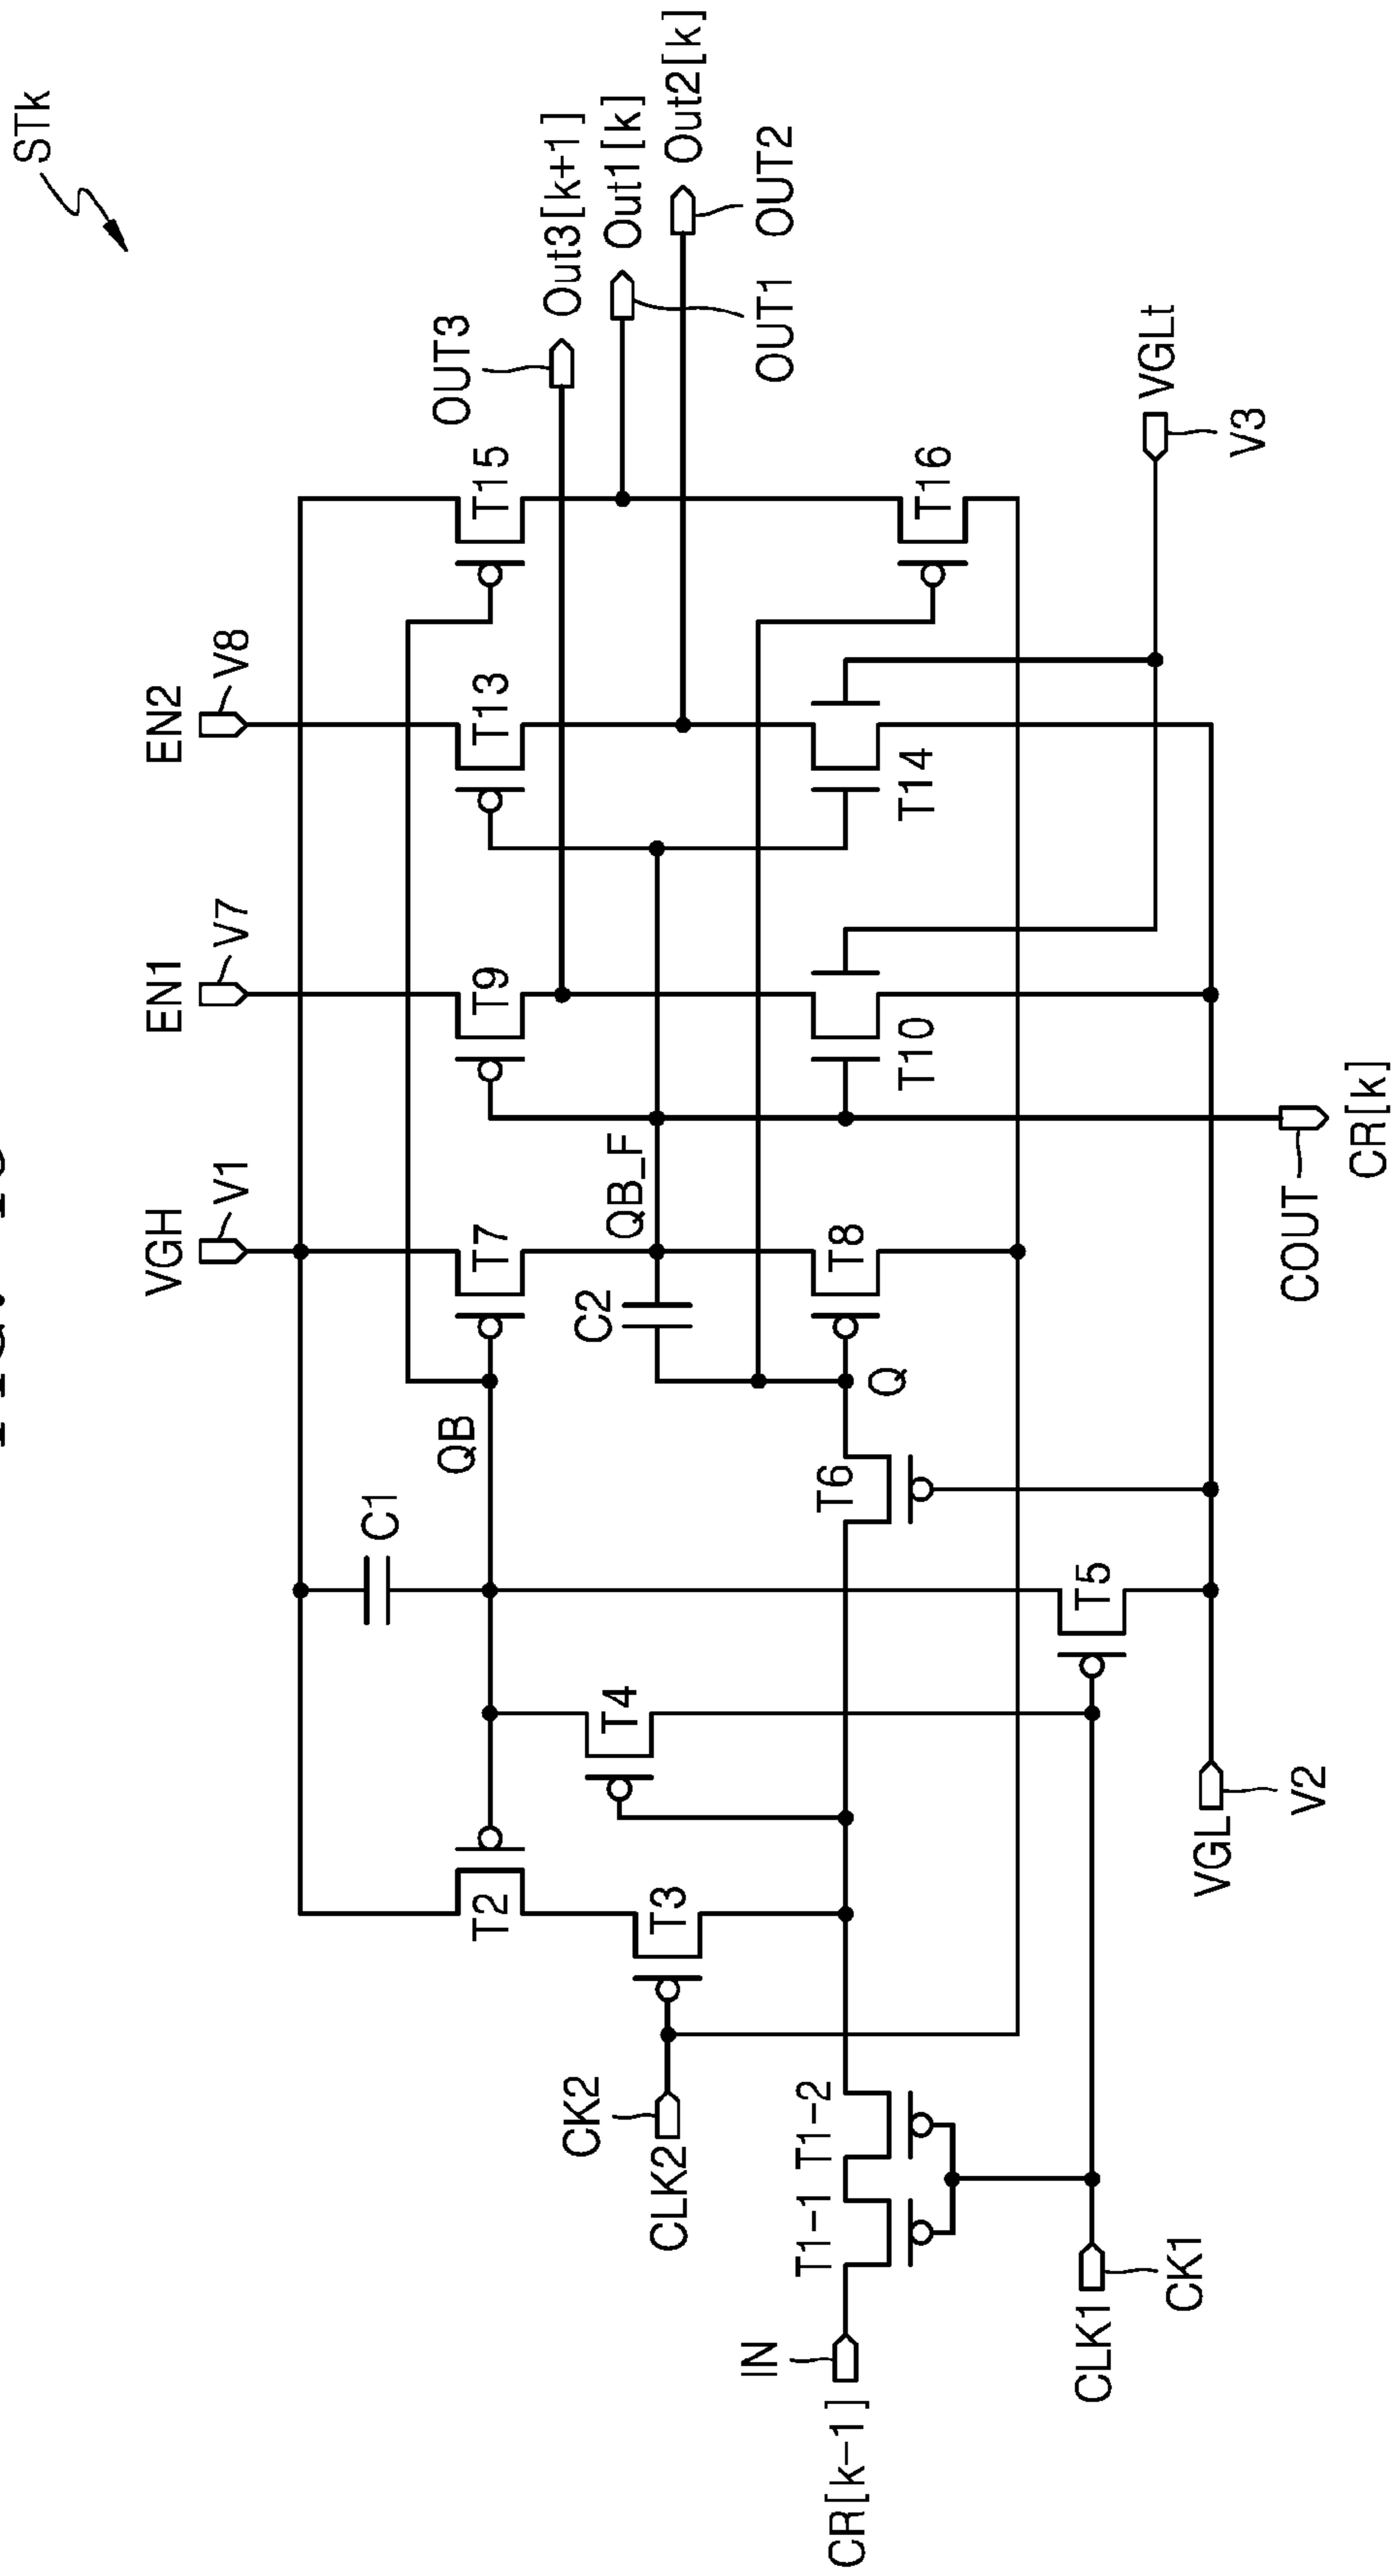 STk
VGH
V1
EN1
V7
EN2
V8
OUT3
Out3[k+1]
Out1[k]
Out2[k]
OUT1
OUT2
C1
QB
T2
T7
T9
T13
T15
CK2
CLK2
T3
T4
C2
QB_F
IN
CR[k-1]
T1-1
T1-2
T6
Q
T8
T10
T14
T16
CLK1
CK1
T5
VGL
V2
COUT
CR[k]
VGLt
V3